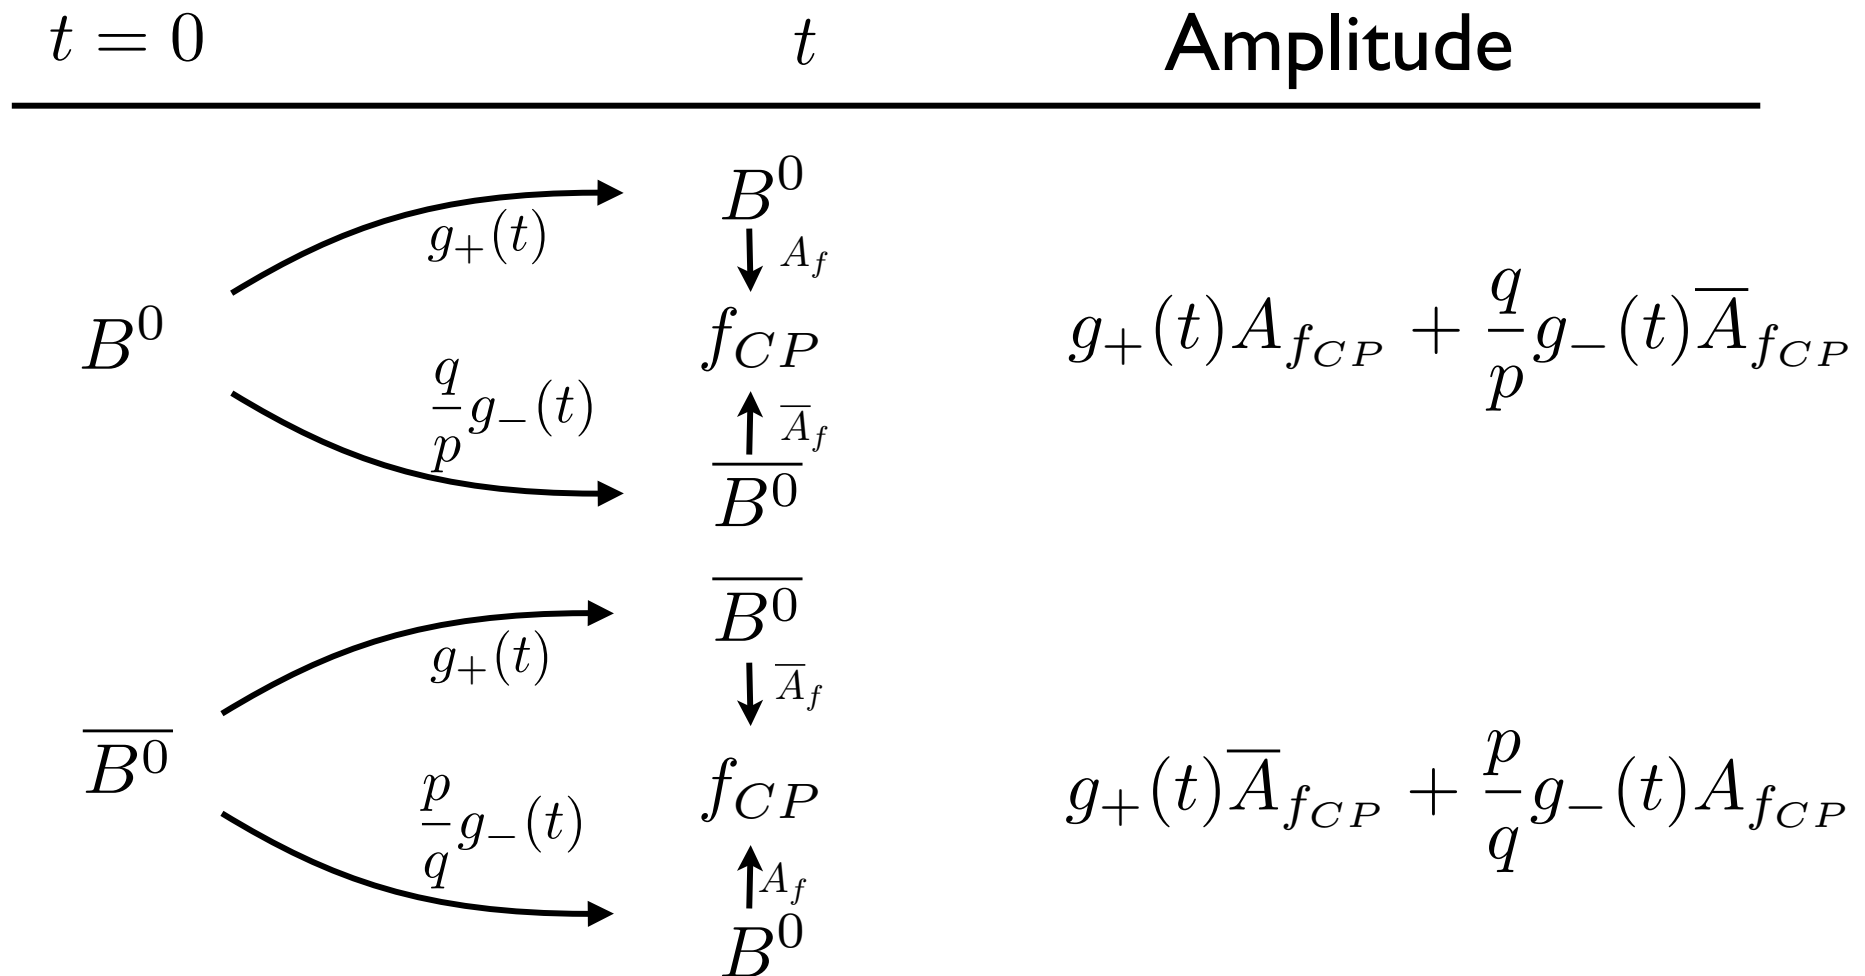 $t = 0$ $t$ Amplitude
$B^0$
$g_+(t)$
$A_f$
$B^0$ $f_{CP}$ $g_+(t)A_{f_{CP}} + \frac{q}{p}g_-(t)\overline{A}_{f_{CP}}$
$\frac{q}{p}g_-(t)$ $\overline{A}_f$
$\overline{B^0}$
$\overline{B^0}$
$g_+(t)$ $\overline{A}_f$
$\overline{B^0}$ $f_{CP}$ $g_+(t)\overline{A}_{f_{CP}} + \frac{p}{q}g_-(t)A_{f_{CP}}$
$\frac{p}{q}g_-(t)$
$A_f$
$B^0$